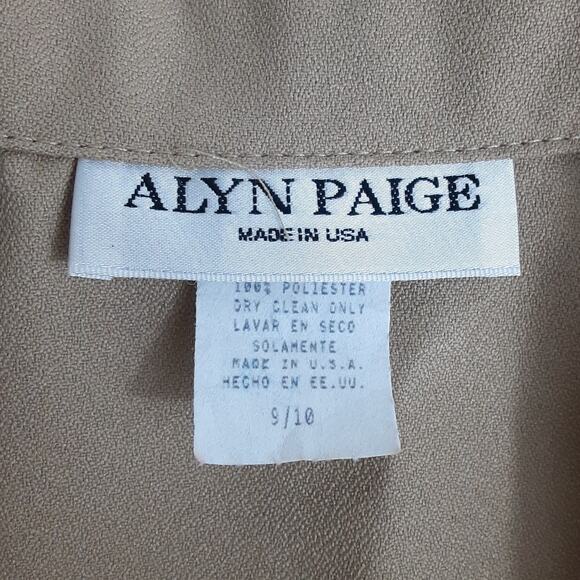 ALYN PAIGE
MADE IN USA
100% POLIESTER
DRY CLEAN ONLY
LAVAR EN SECO
SOLAMENTE
MADE IN U.S.A.
HECHO EN EE.UU.
9/10